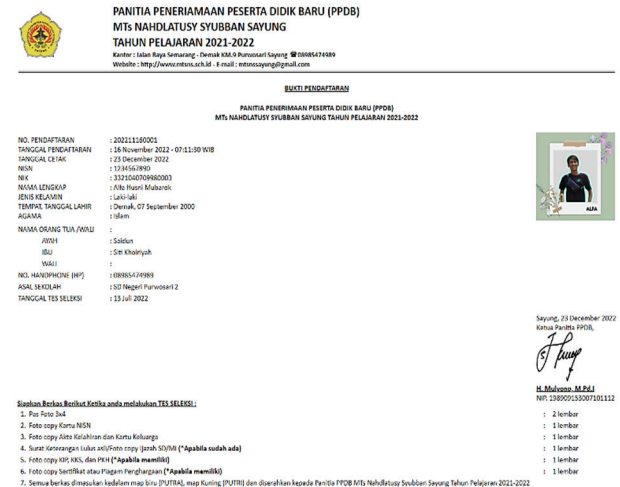 PANITIA PENERIAMAAN PESERTA DIDIK BARU (PPDB)
MTs NAHDLATUSY SYUBBAN SAYUNG
TAHUN PELAJARAN 2021-2022
Kantor : Jalan Raya Semarang - Demak KM.9 Purwosari Sayung ☎08985474989
Website : http://www.mtsns.sch.id - E-mail : mtsnssayung@gmail.com
BUKTI PENDAFTARAN
PANITIA PENERIMAAN PESERTA DIDIK BARU (PPDB)
MTs NAHDLATUSY SYUBBAN SAYUNG TAHUN PELAJARAN 2021-2022
NO. PENDAFTARAN : 202211160001
TANGGAL PENDAFTARAN : 16 November 2022 - 07:11:30 WIB
TANGGAL CETAK : 23 December 2022
NISN : 1234567890
NIK : 3321040709980003
NAMA LENGKAP : Alfa Husni Mubarok
JENIS KELAMIN : Laki-laki
TEMPAT, TANGGAL LAHIR : Demak, 07 September 2000
AGAMA : Islam
ALFA
NAMA ORANG TUA /WALI :
AYAH : Saidun
IBU : Siti Khoiriyah
WALI :
NO. HANDPHONE (HP) : 08985474989
ASAL SEKOLAH : SD Negeri Purwosari 2
TANGGAL TES SELEKSI : 13 Juli 2022
Sayung, 23 December 2022
Ketua Panitia PPDB,
H. Mulyono, M.Pd.I
NIP. 198909153007101112
Siapkan Berkas Berikut Ketika anda melakukan TES SELEKSI :
1. Pas Foto 3x4 : 2 lembar
2. Foto copy Kartu NISN : 1 lembar
3. Foto copy Akte Kelahiran dan Kartu Keluarga : 1 lembar
4. Surat Keterangan Lulus asli/Foto copy Ijazah SD/MI (*Apabila sudah ada) : 1 lembar
5. Foto copy KIP, KKS, dan PKH (*Apabila memiliki) : 1 lembar
6. Foto copy Sertifikat atau Piagam Penghargaan (*Apabila memiliki) : 1 lembar
7. Semua berkas dimasukan kedalam map biru (PUTRA), map Kuning (PUTRI) dan diserahkan kepada Panitia PPDB MTs Nahdlatusy Syubban Sayung Tahun Pelajaran 2021-2022